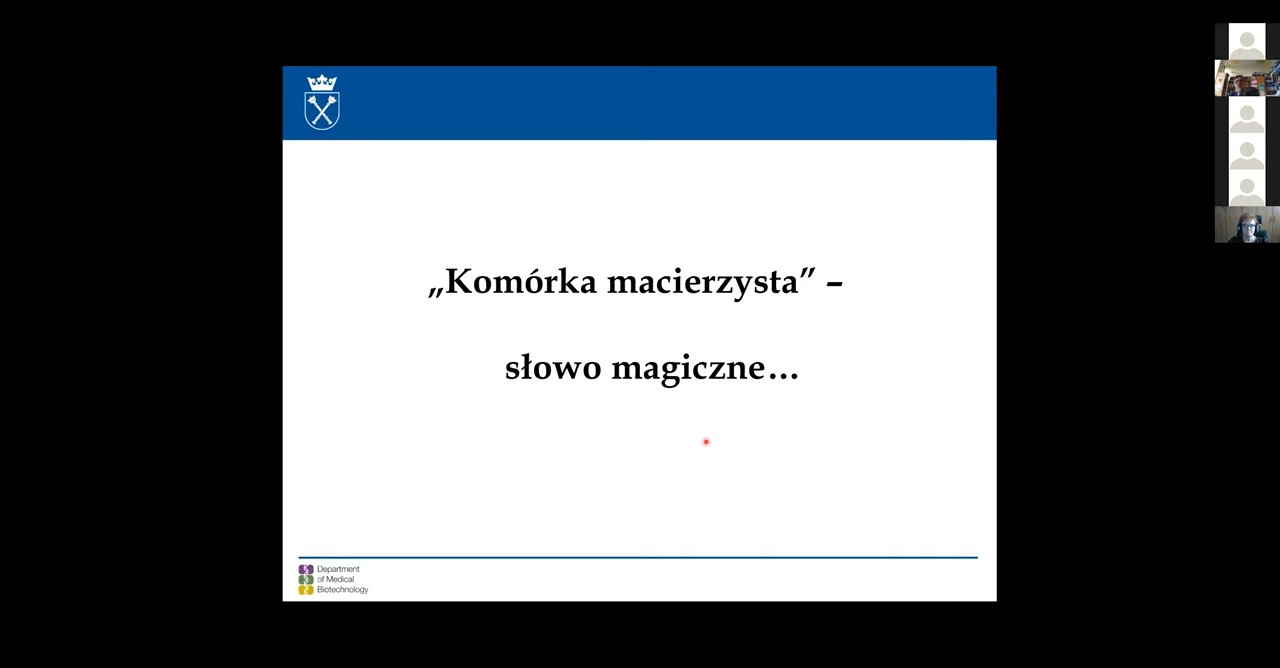 „Komórka macierzysta” –
słowo magiczne…
Department
of Medical
Biotechnology